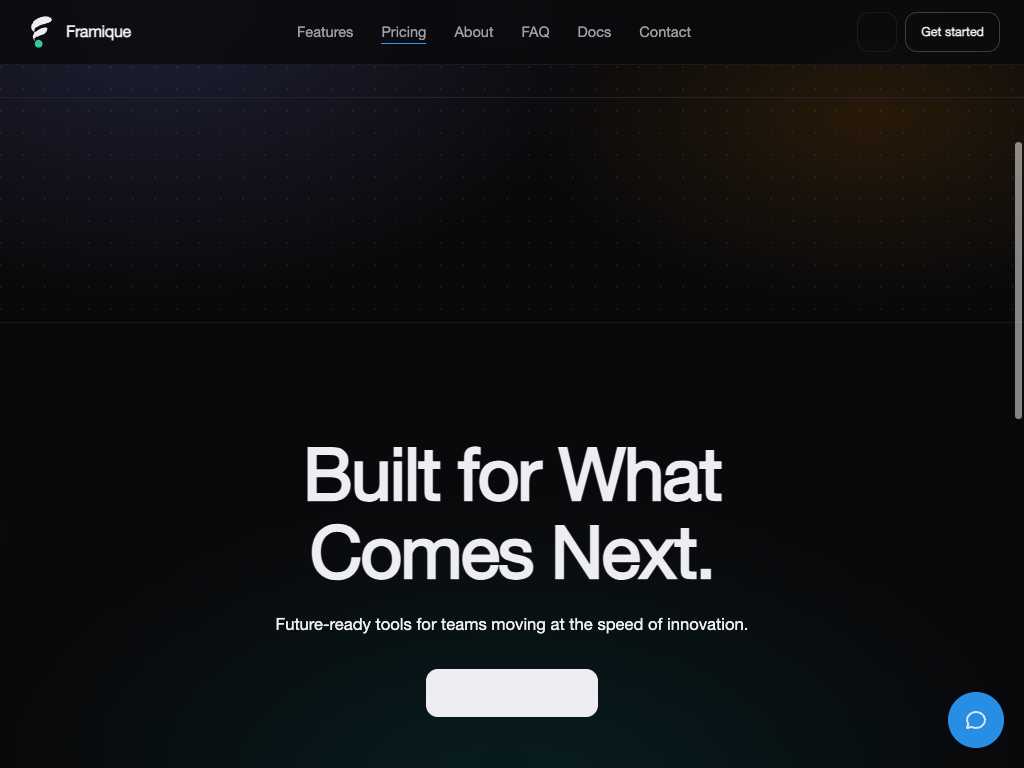 Framique
Features
Pricing
About
FAQ
Docs
Contact
Get started
Built for What
Comes Next.
Future-ready tools for teams moving at the speed of innovation.